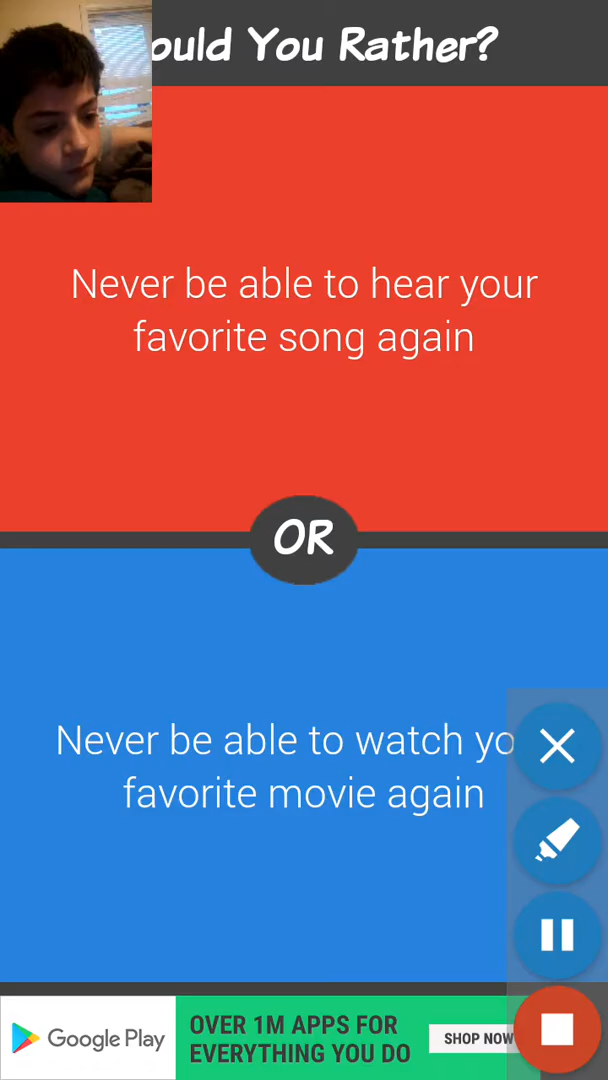 ould You Rather?
Never be able to hear your
favorite song again
OR
Never be able to watch yo
favorite movie again
Google Play
OVER 1M APPS FOR
EVERYTHING YOU DO
SHOP NOW